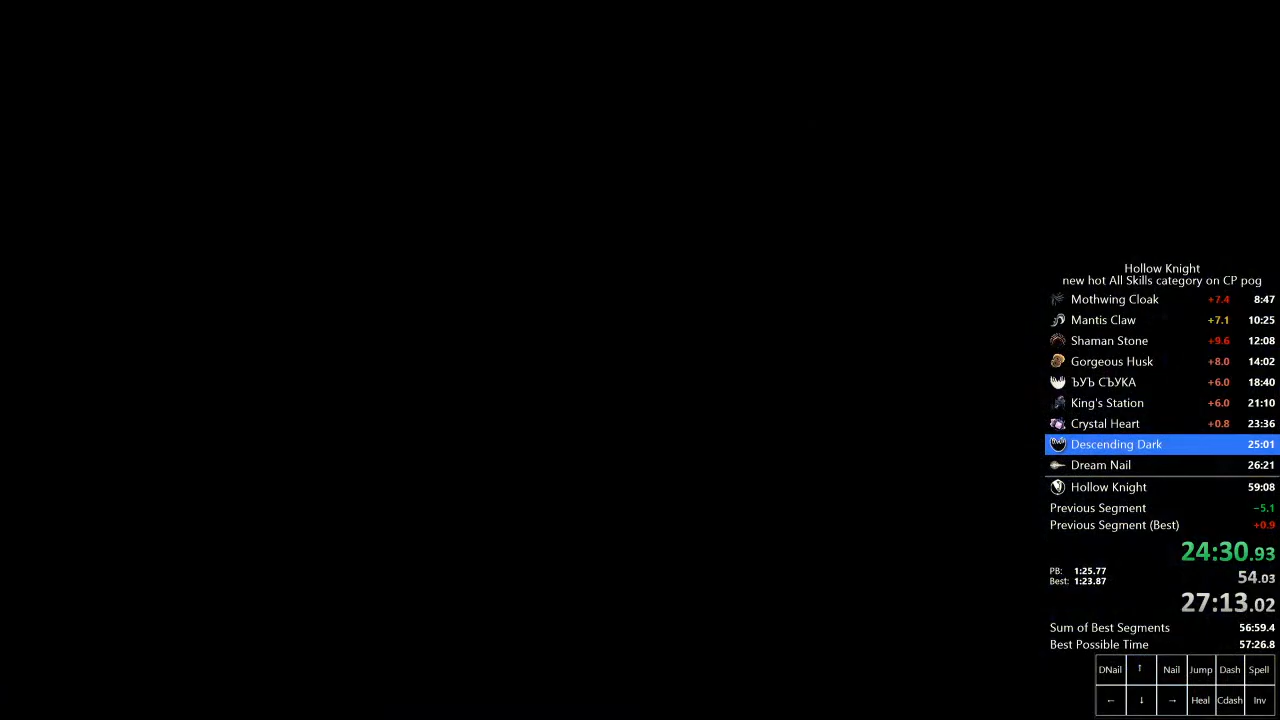 Hollow Knight
new hot All Skills category on CP pog
Mothwing Cloak +7.4 8:47
Mantis Claw +7.1 10:25
Shaman Stone +9.6 12:08
Gorgeous Husk +8.0 14:02
ЪУЪ СЪУКА +6.0 18:40
King's Station +6.0 21:10
Crystal Heart +0.8 23:36
Descending Dark 25:01
Dream Nail 26:21
Hollow Knight 59:08
Previous Segment −5.1
Previous Segment (Best) +0.9
24:30.93
PB: 1:25.77
Best: 1:23.87
54.03
27:13.02
Sum of Best Segments 56:59.4
Best Possible Time 57:26.8
DNail ↑ Nail Jump Dash Spell
← ↓ → Heal Cdash Inv